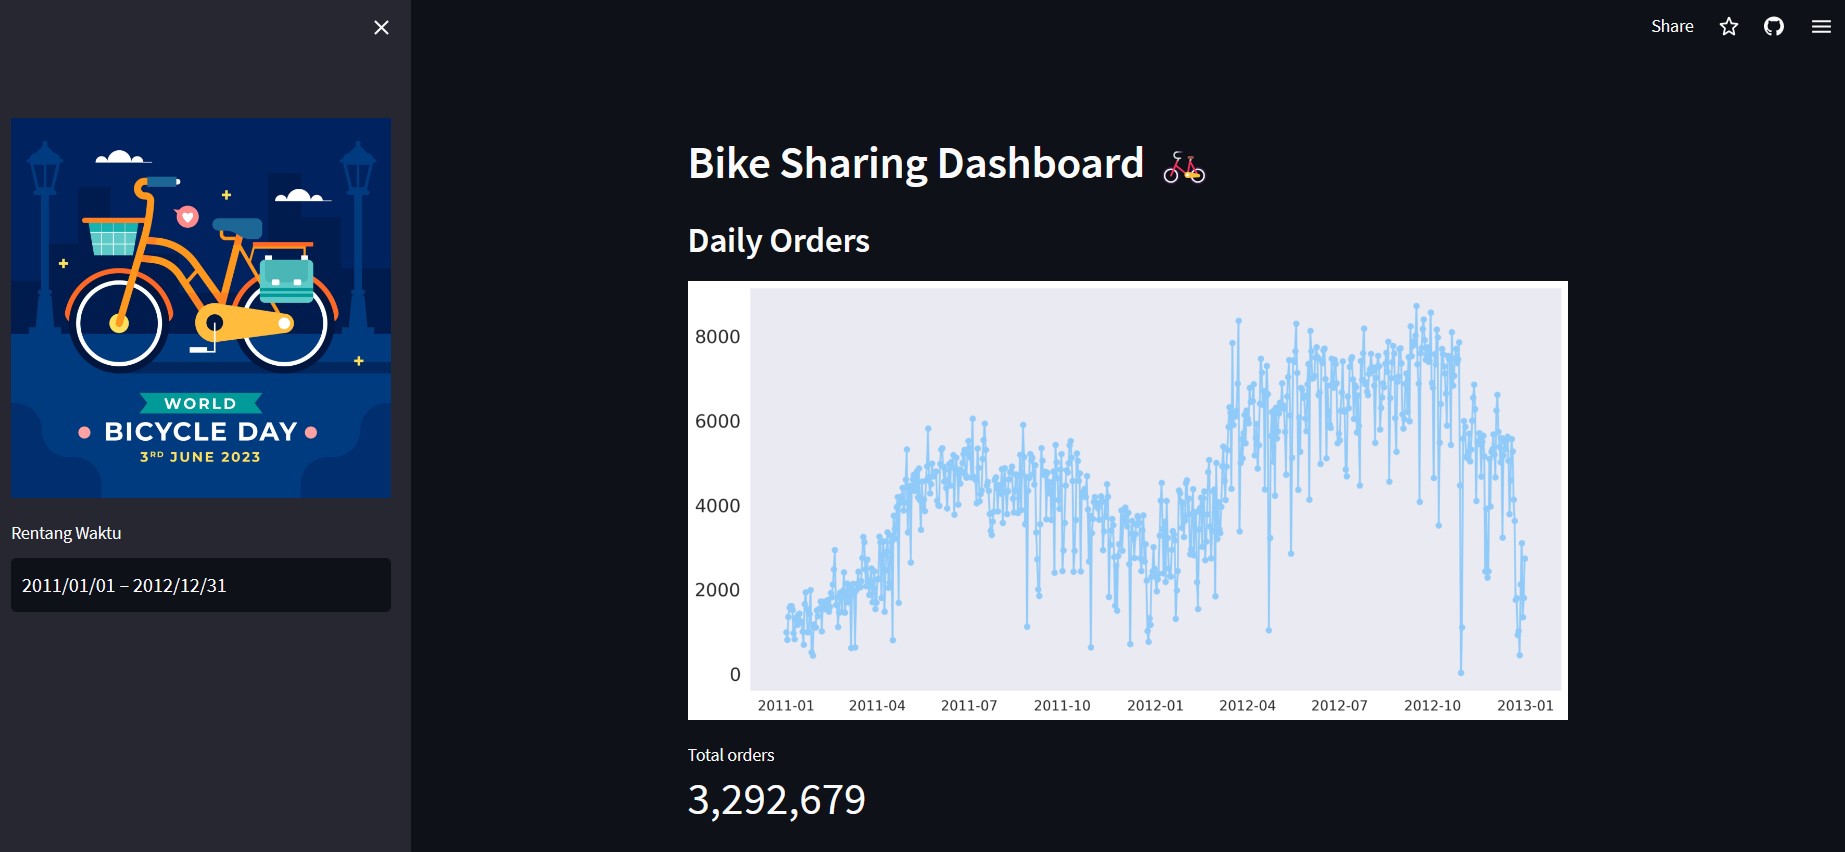 Share
WORLD
BICYCLE DAY
3RD JUNE 2023
Rentang Waktu
2011/01/01 – 2012/12/31
Bike Sharing Dashboard
Daily Orders
8000
6000
4000
2000
0
2011-01 2011-04 2011-07 2011-10 2012-01 2012-04 2012-07 2012-10 2013-01
Total orders
3,292,679